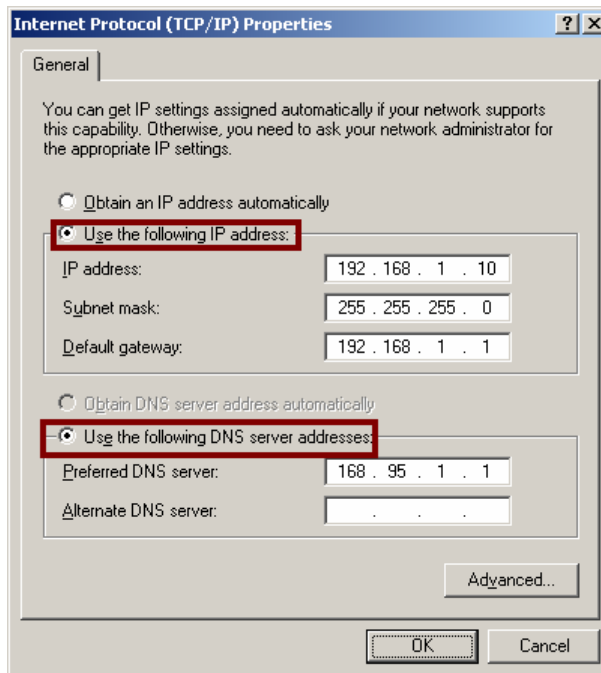 Internet Protocol (TCP/IP) Properties
General
You can get IP settings assigned automatically if your network supports
this capability. Otherwise, you need to ask your network administrator for
the appropriate IP settings.
Obtain an IP address automatically
Use the following IP address:
IP address: 192 . 168 . 1 . 10
Subnet mask: 255 . 255 . 255 . 0
Default gateway: 192 . 168 . 1 . 1
Obtain DNS server address automatically
Use the following DNS server addresses:
Preferred DNS server: 168 . 95 . 1 . 1
Alternate DNS server: . . .
Advanced...
OK Cancel